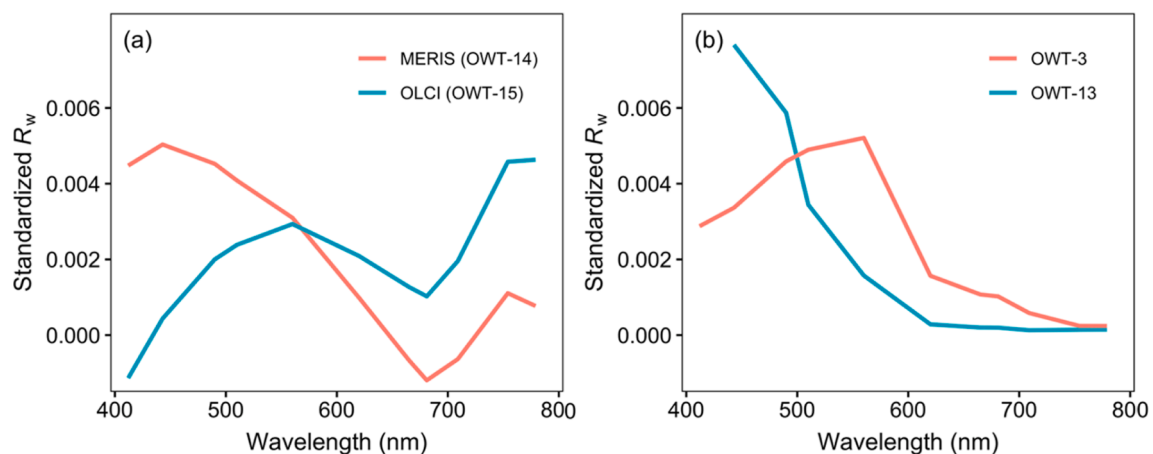 (a)
MERIS (OWT-14)
OLCI (OWT-15)
Standardized Rw
0.006
0.004
0.002
0.000
400 500 600 700 800
Wavelength (nm)
(b)
OWT-3
OWT-13
Standardized Rw
0.006
0.004
0.002
0.000
400 500 600 700 800
Wavelength (nm)